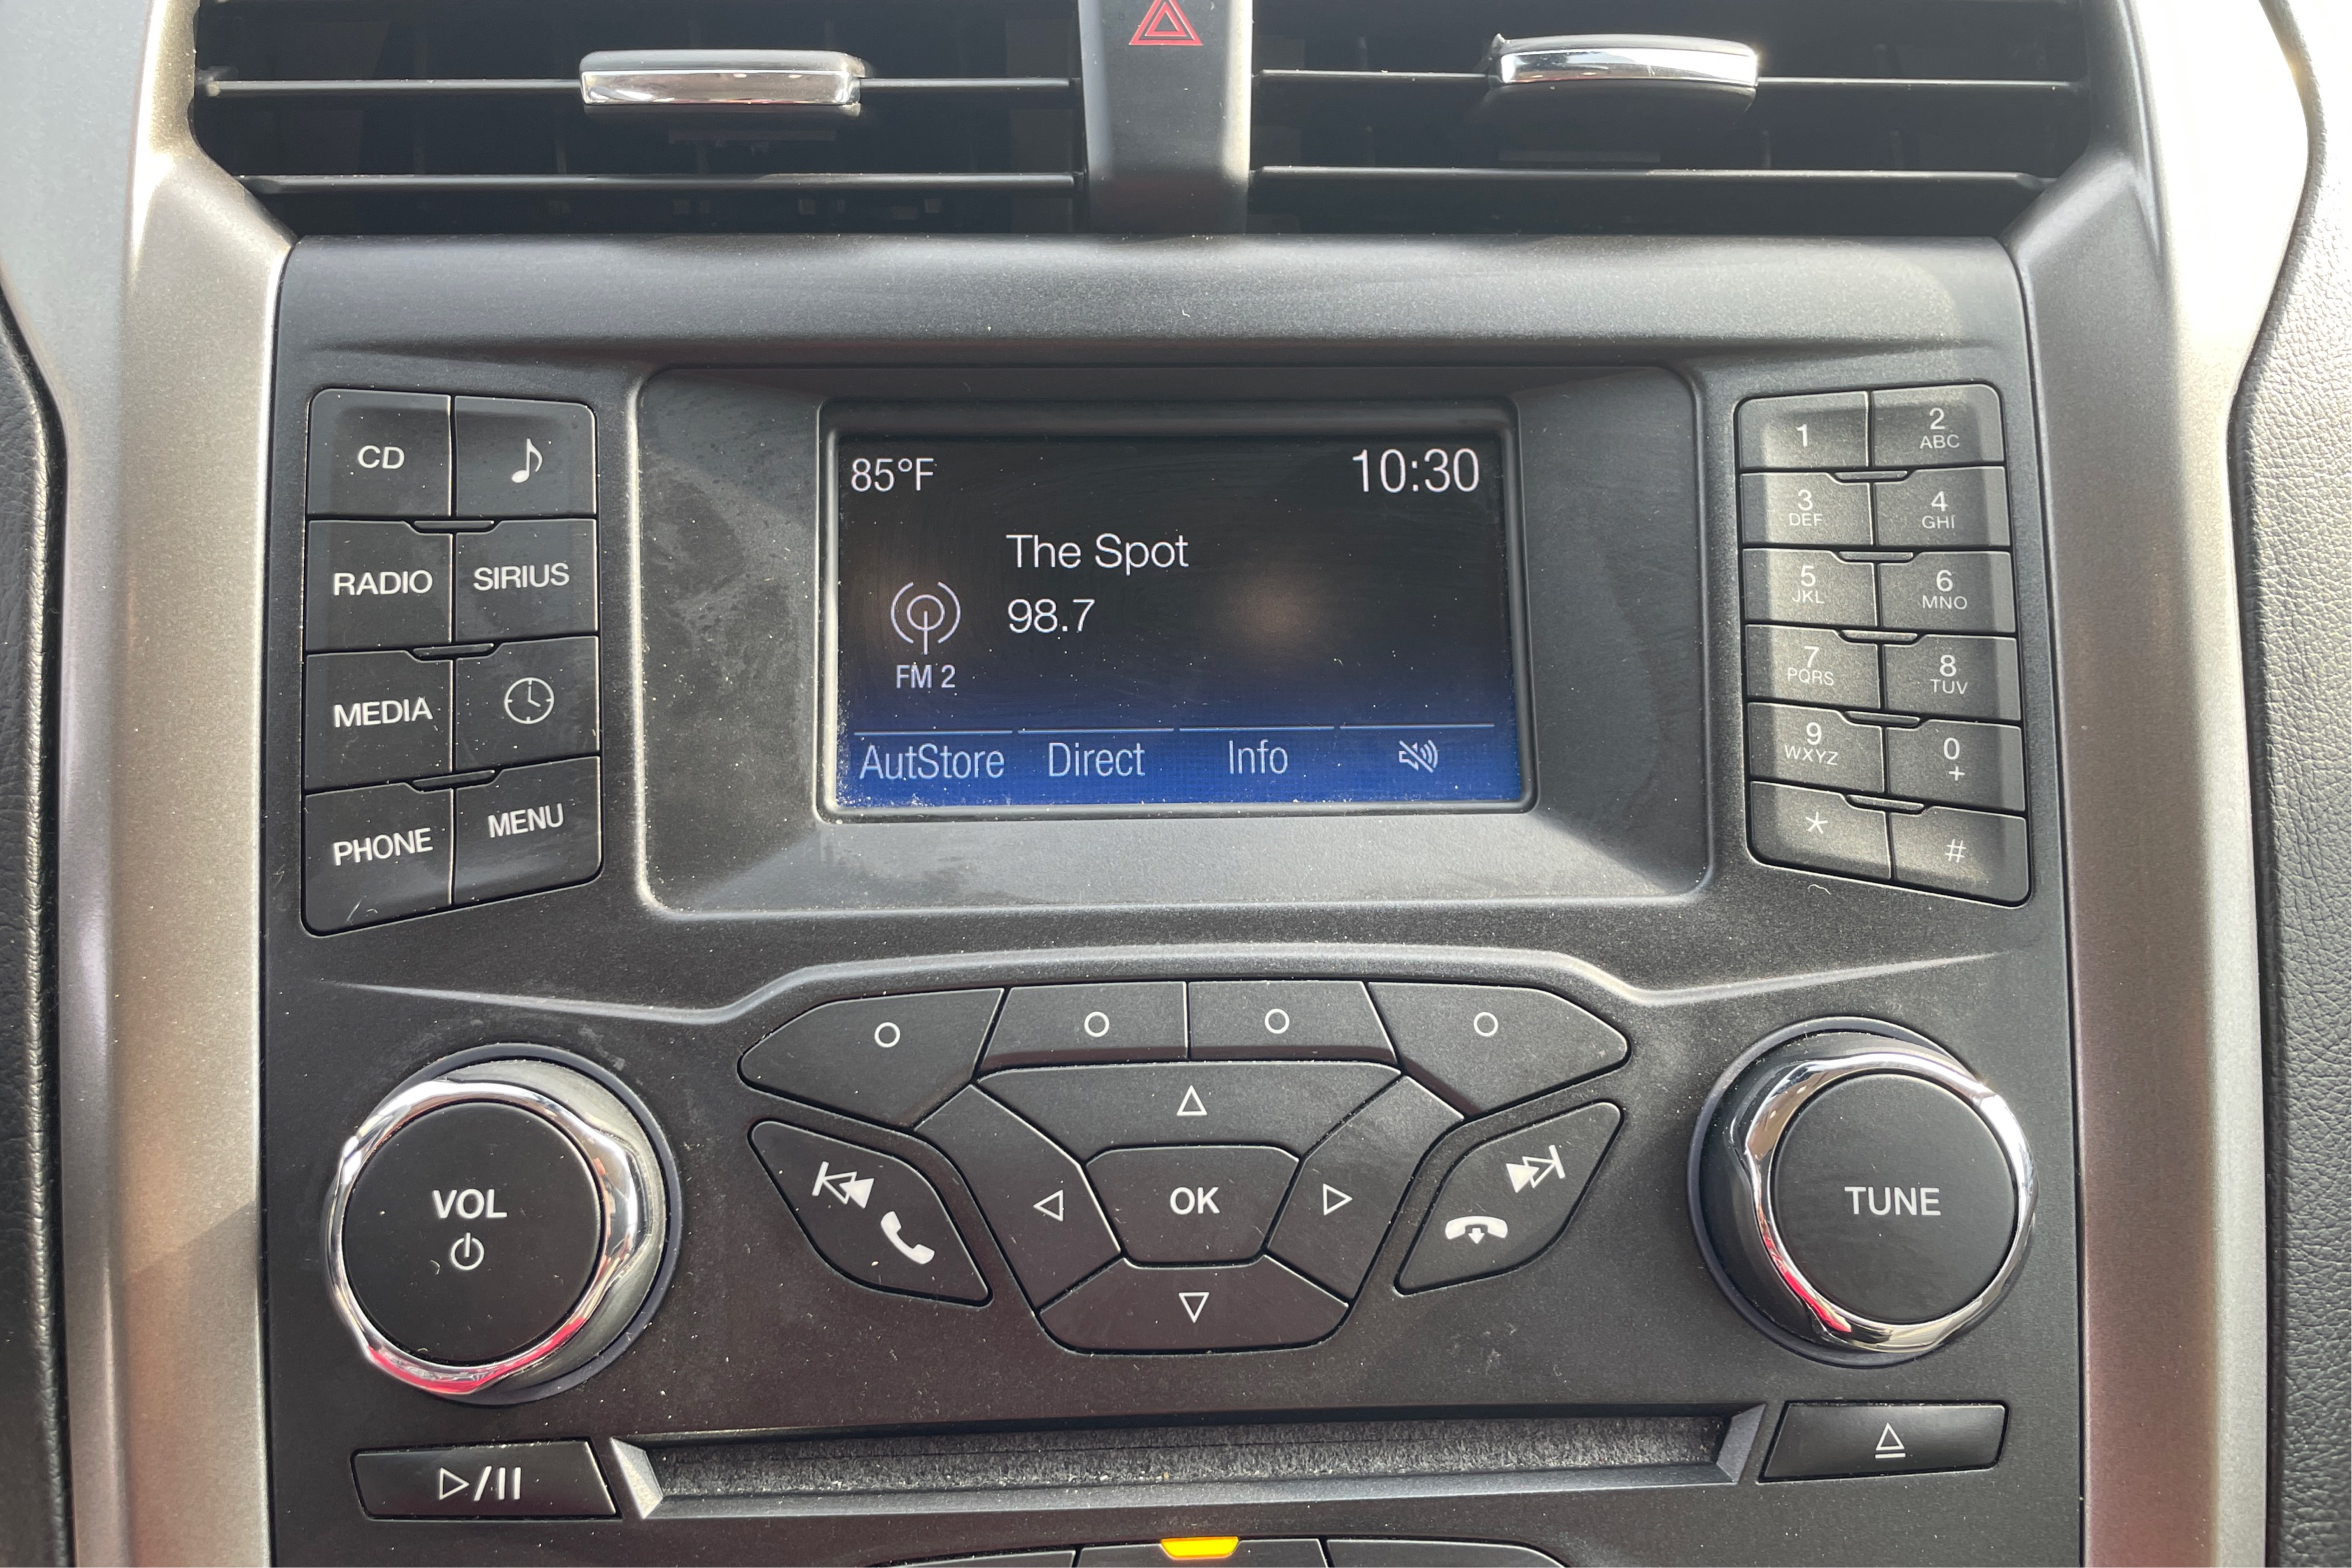 85°F 10:30
The Spot
98.7
FM 2
AutStore Direct Info
CD
RADIO SIRIUS
MEDIA
PHONE MENU
1 2 ABC
3 DEF 4 GHI
5 JKL 6 MNO
7 PQRS 8 TUV
9 WXYZ 0 +
* #
VOL
OK
TUNE